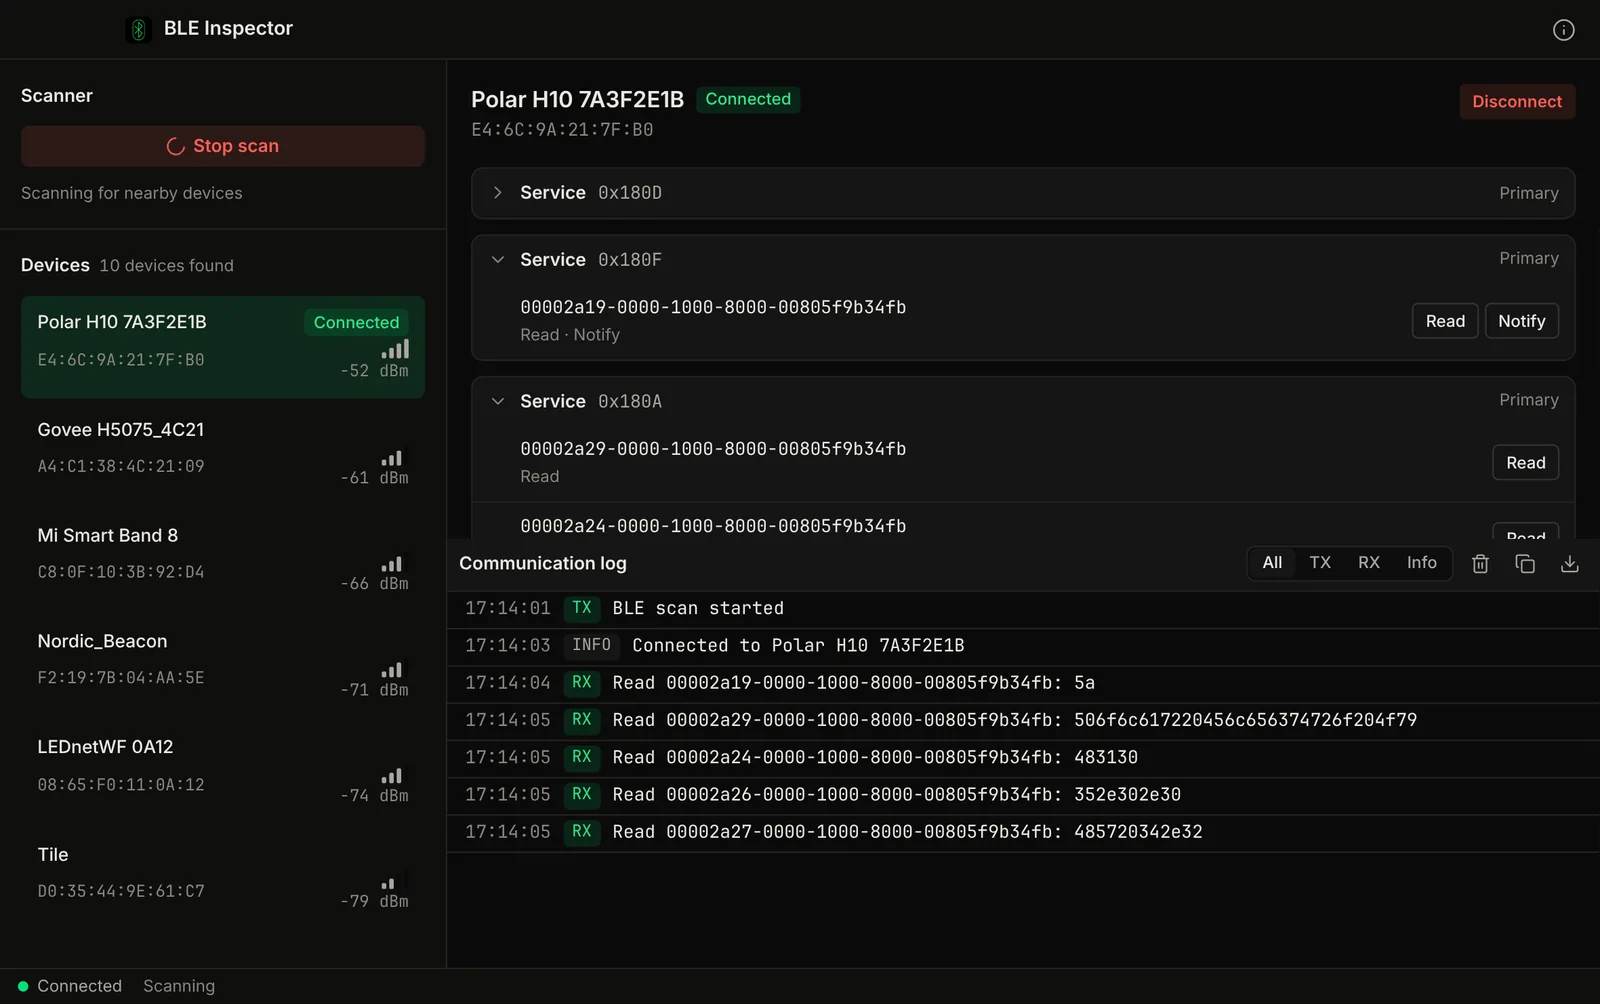 BLE Inspector
Scanner
Stop scan
Scanning for nearby devices
Devices 10 devices found
Polar H10 7A3F2E1B Connected
E4:6C:9A:21:7F:B0
-52 dBm
Govee H5075_4C21
A4:C1:38:4C:21:09
-61 dBm
Mi Smart Band 8
C8:0F:10:3B:92:D4
-66 dBm
Nordic_Beacon
F2:19:7B:04:AA:5E
-71 dBm
LEDnetWF 0A12
08:65:F0:11:0A:12
-74 dBm
Tile
D0:35:44:9E:61:C7
-79 dBm
Polar H10 7A3F2E1B Connected Disconnect
E4:6C:9A:21:7F:B0
Service 0x180D Primary
Service 0x180F Primary
00002a19-0000-1000-8000-00805f9b34fb
Read · Notify
Read Notify
Service 0x180A Primary
00002a29-0000-1000-8000-00805f9b34fb
Read
Read
00002a24-0000-1000-8000-00805f9b34fb
Read
Communication log All TX RX Info
17:14:01 TX BLE scan started
17:14:03 INFO Connected to Polar H10 7A3F2E1B
17:14:04 RX Read 00002a19-0000-1000-8000-00805f9b34fb: 5a
17:14:05 RX Read 00002a29-0000-1000-8000-00805f9b34fb: 506f6c617220456c656374726f204f79
17:14:05 RX Read 00002a24-0000-1000-8000-00805f9b34fb: 483130
17:14:05 RX Read 00002a26-0000-1000-8000-00805f9b34fb: 352e302e30
17:14:05 RX Read 00002a27-0000-1000-8000-00805f9b34fb: 485720342e32
Connected Scanning